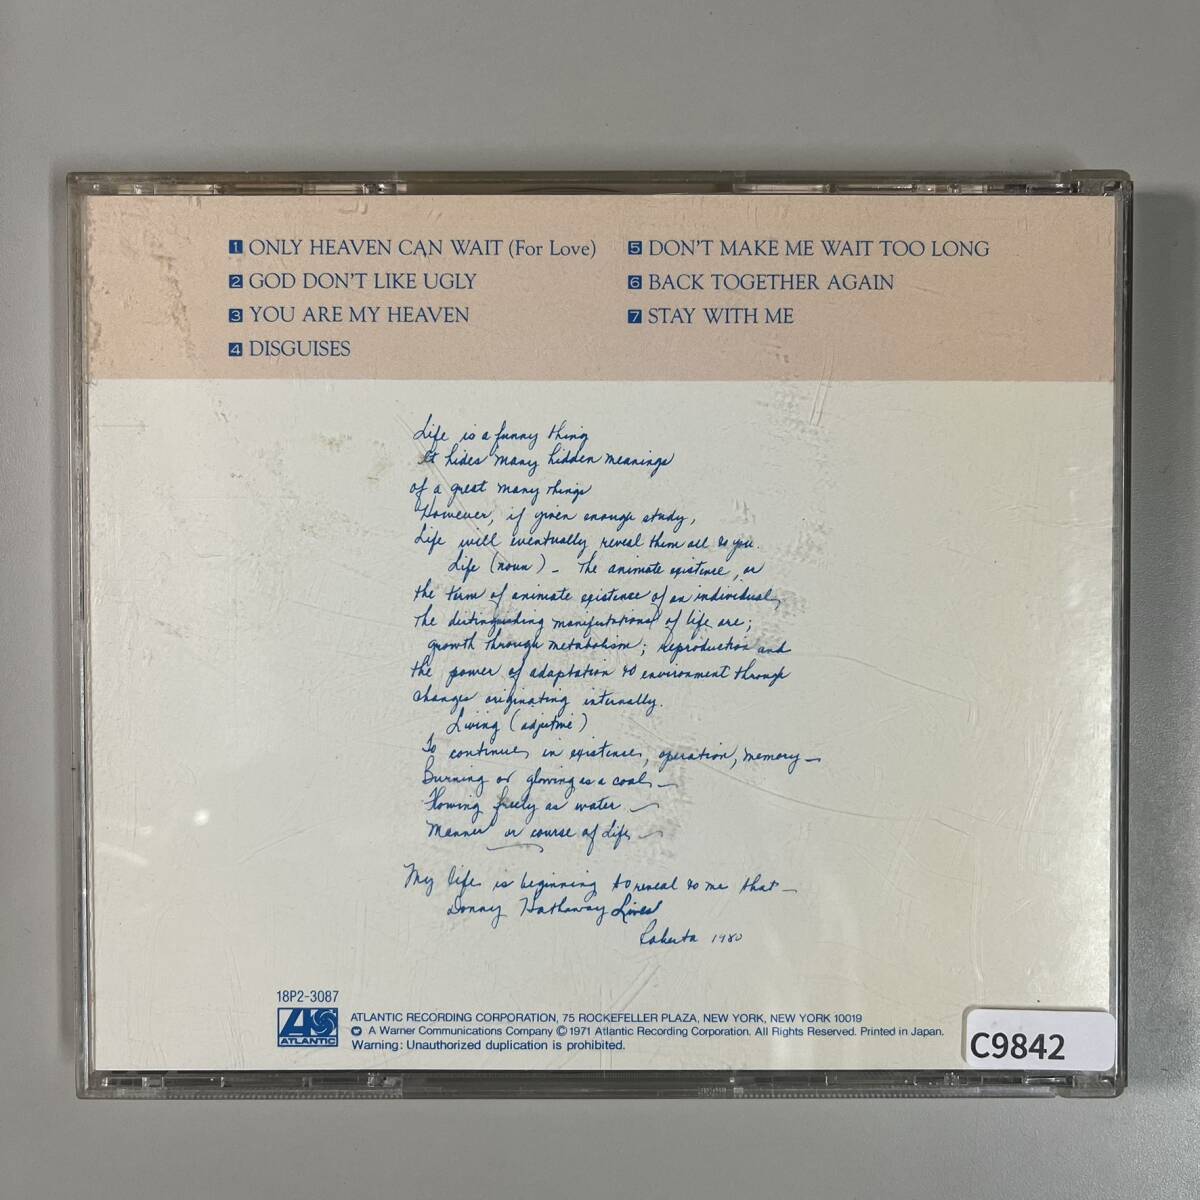 1 ONLY HEAVEN CAN WAIT (For Love)
2 GOD DON'T LIKE UGLY
3 YOU ARE MY HEAVEN
4 DISGUISES
5 DON'T MAKE ME WAIT TOO LONG
6 BACK TOGETHER AGAIN
7 STAY WITH ME
Life is a funny thing
It hides many hidden meanings
of a great many things
However, if given enough study,
Life will eventually reveal them all to you.
Life (noun) - The animate existence, or
the term of animate existence of an individual,
The distinguishing manifestations of life are;
growth through metabolism; Reproduction and
the power of adaptation to environment through
changes originating internally.
Living (adjective)
To continue, in existence, operation, memory —
Burning or glowing as a coal, —
Flowing freely as water —
Manner or course of Life —
My life is beginning to reveal to me that —
Donny Hathaway Lives!
Roberta 1980
18P2-3087
ATLANTIC
ATLANTIC RECORDING CORPORATION, 75 ROCKEFELLER PLAZA, NEW YORK, NEW YORK 10019
A Warner Communications Company Ⓒ1971 Atlantic Recording Corporation. All Rights Reserved. Printed in Japan.
Warning: Unauthorized duplication is prohibited.
C9842